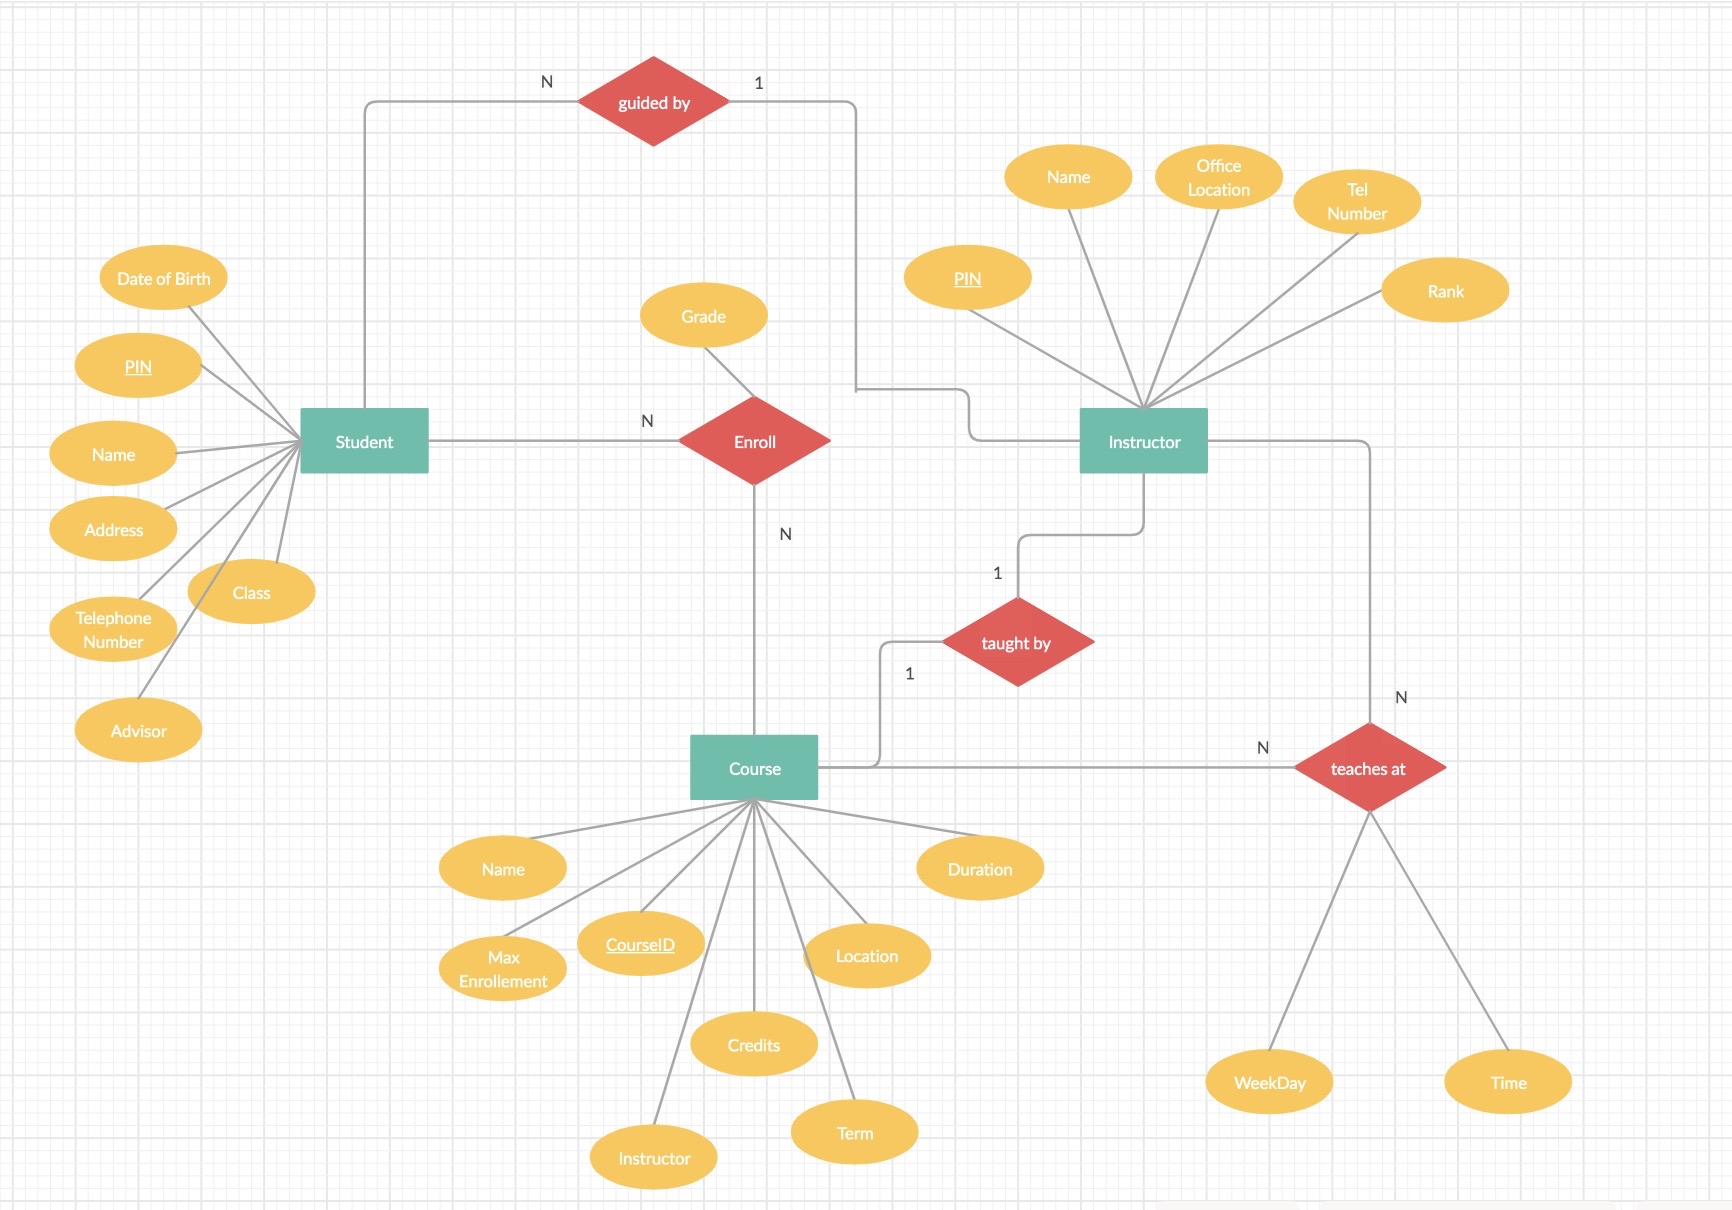 N
1
guided by
Name
Office
Location
Tel
Number
Date of Birth
PIN
Rank
Grade
PIN
Name
Student
N
Enroll
Instructor
Address
N
1
Class
Telephone
Number
taught by
1
N
Advisor
N
Course
teaches at
Name
Duration
CourseID
Location
Max
Enrollement
Credits
WeekDay
Time
Term
Instructor